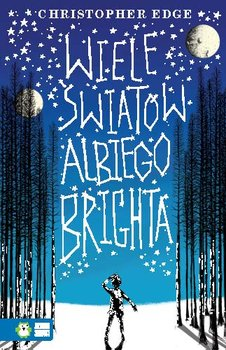 CHRISTOPHER EDGE
WIELE
ŚWIATÓW
ALBIEGO
BRIGHTA